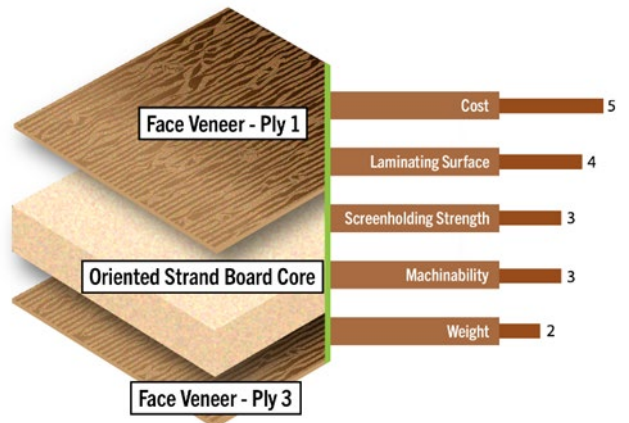 Face Veneer - Ply 1
Oriented Strand Board Core
Face Veneer - Ply 3
Cost 5
Laminating Surface 4
Screenholding Strength 3
Machinability 3
Weight 2